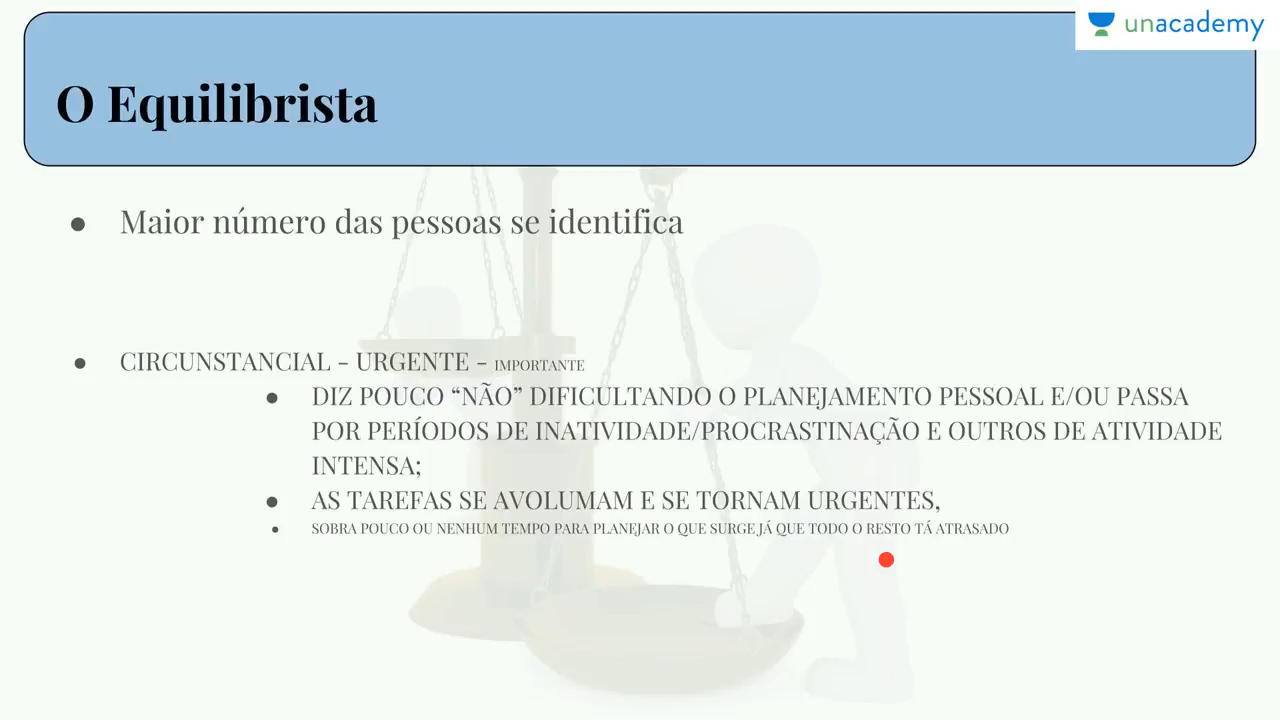 unacademy
O Equilibrista
● Maior número das pessoas se identifica
● CIRCUNSTANCIAL - URGENTE - IMPORTANTE
● DIZ POUCO “NÃO” DIFICULTANDO O PLANEJAMENTO PESSOAL E/OU PASSA
POR PERÍODOS DE INATIVIDADE/PROCRASTINAÇÃO E OUTROS DE ATIVIDADE
INTENSA;
● AS TAREFAS SE AVOLUMAM E SE TORNAM URGENTES,
● SOBRA POUCO OU NENHUM TEMPO PARA PLANEJAR O QUE SURGE JÁ QUE TODO O RESTO TÁ ATRASADO